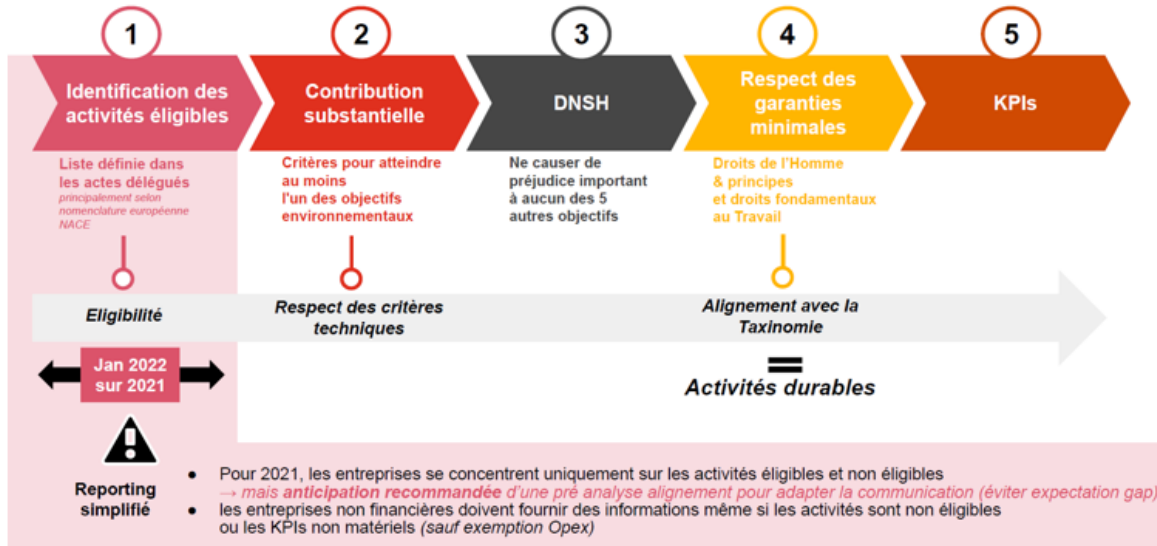 1
Identification des
activités éligibles
Liste définie dans
les actes délégués
principalement selon
nomenclature européenne
NACE
2
Contribution
substantielle
Critères pour atteindre
au moins
l'un des objectifs
environnementaux
3
DNSH
Ne causer de
préjudice important
à aucun des 5
autres objectifs
4
Respect des
garanties
minimales
Droits de l'Homme
& principes
et droits fondamentaux
au Travail
5
KPIs
Eligibilité
Respect des critères
techniques
Alignement avec la
Taxinomie
=
Activités durables
Jan 2022
sur 2021
Reporting
simplifié
● Pour 2021, les entreprises se concentrent uniquement sur les activités éligibles et non éligibles
→ mais anticipation recommandée d'une pré analyse alignement pour adapter la communication (éviter expectation gap)
● les entreprises non financières doivent fournir des informations même si les activités sont non éligibles
ou les KPIs non matériels (sauf exemption Opex)